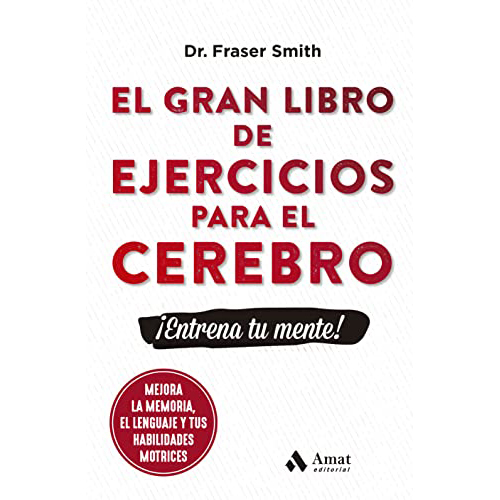 Dr. Fraser Smith
EL GRAN LIBRO
DE
EJERCICIOS
PARA EL
CEREBRO
¡Entrena tu mente!
MEJORA
LA MEMORIA,
EL LENGUAJE Y TUS
HABILIDADES
MOTRICES
Amat
editorial